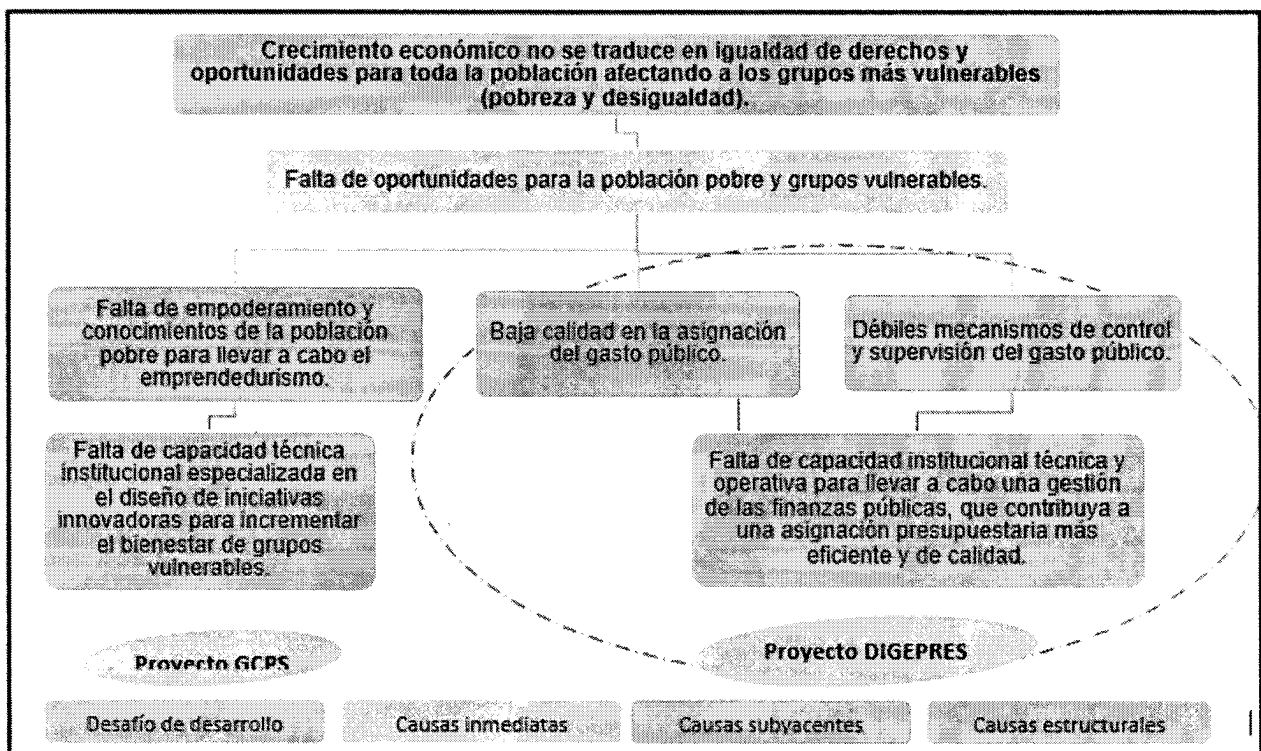 Crecimiento económico no se traduce en igualdad de derechos y
oportunidades para toda la población afectando a los grupos más vulnerables
(pobreza y desigualdad).
Falta de oportunidades para la población pobre y grupos vulnerables.
Falta de empoderamiento y
conocimientos de la población
pobre para llevar a cabo el
emprendedurismo.
Baja calidad en la asignación
del gasto público.
Débiles mecanismos de control
y supervisión del gasto público.
Falta de capacidad técnica
institucional especializada en
el diseño de iniciativas
innovadoras para incrementar
el bienestar de grupos
vulnerables.
Falta de capacidad institucional técnica y
operativa para llevar a cabo una gestión
de las finanzas públicas, que contribuya a
una asignación presupuestaria más
eficiente y de calidad.
Proyecto GCPS
Proyecto DIGEPRES
Desafío de desarrollo
Causas inmediatas
Causas subyacentes
Causas estructurales